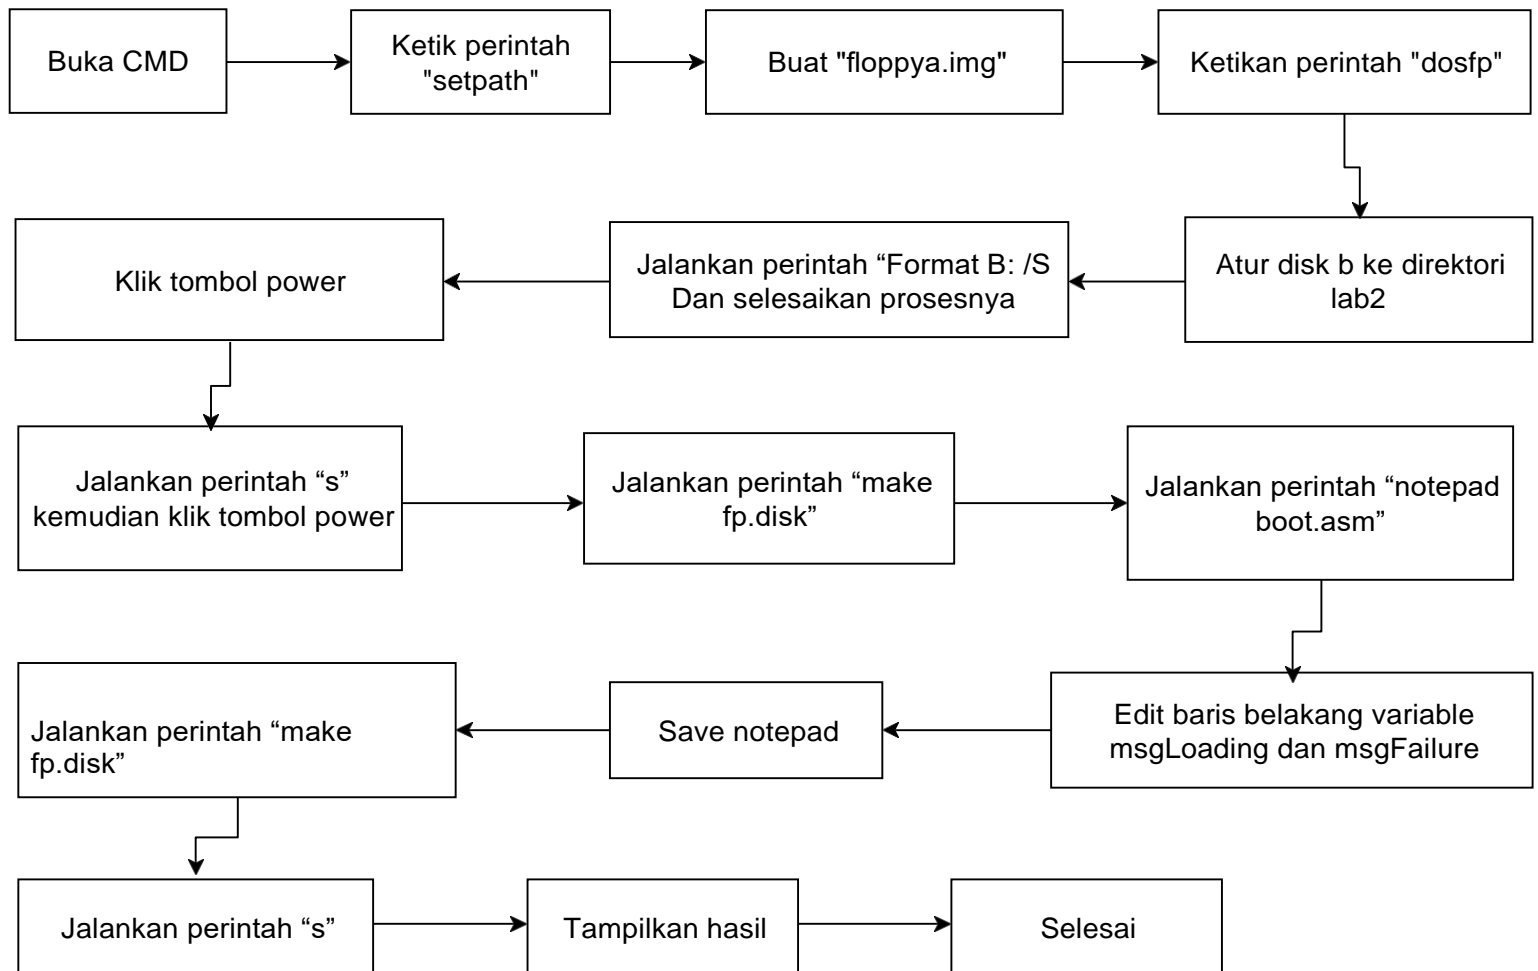 Buka CMD
Ketik perintah
"setpath"
Buat "floppya.img"
Ketikan perintah "dosfp"
Atur disk b ke direktori
lab2
Jalankan perintah “Format B: /S
Dan selesaikan prosesnya
Klik tombol power
Jalankan perintah “s”
kemudian klik tombol power
Jalankan perintah “make
fp.disk”
Jalankan perintah “notepad
boot.asm”
Edit baris belakang variable
msgLoading dan msgFailure
Save notepad
Jalankan perintah “make
fp.disk”
Jalankan perintah “s”
Tampilkan hasil
Selesai